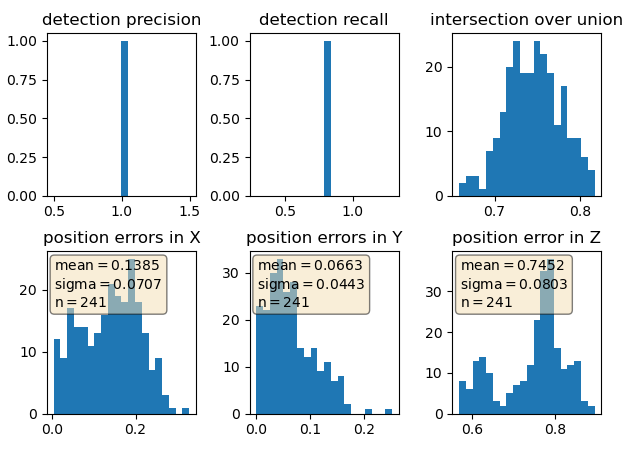 detection precision
detection recall
intersection over union
1.00
0.75
0.50
0.25
0.00
0.5 1.0 1.5
1.00
0.75
0.50
0.25
0.00
0.5 1.0
20
10
0
0.7 0.8
position errors in X
position errors in Y
position error in Z
mean = 0.1385
sigma = 0.0707
n = 241
20
10
0
0.0 0.2
mean = 0.0663
sigma = 0.0443
n = 241
30
20
10
0
0.0 0.1 0.2
mean = 0.7452
sigma = 0.0803
n = 241
30
20
10
0
0.6 0.8